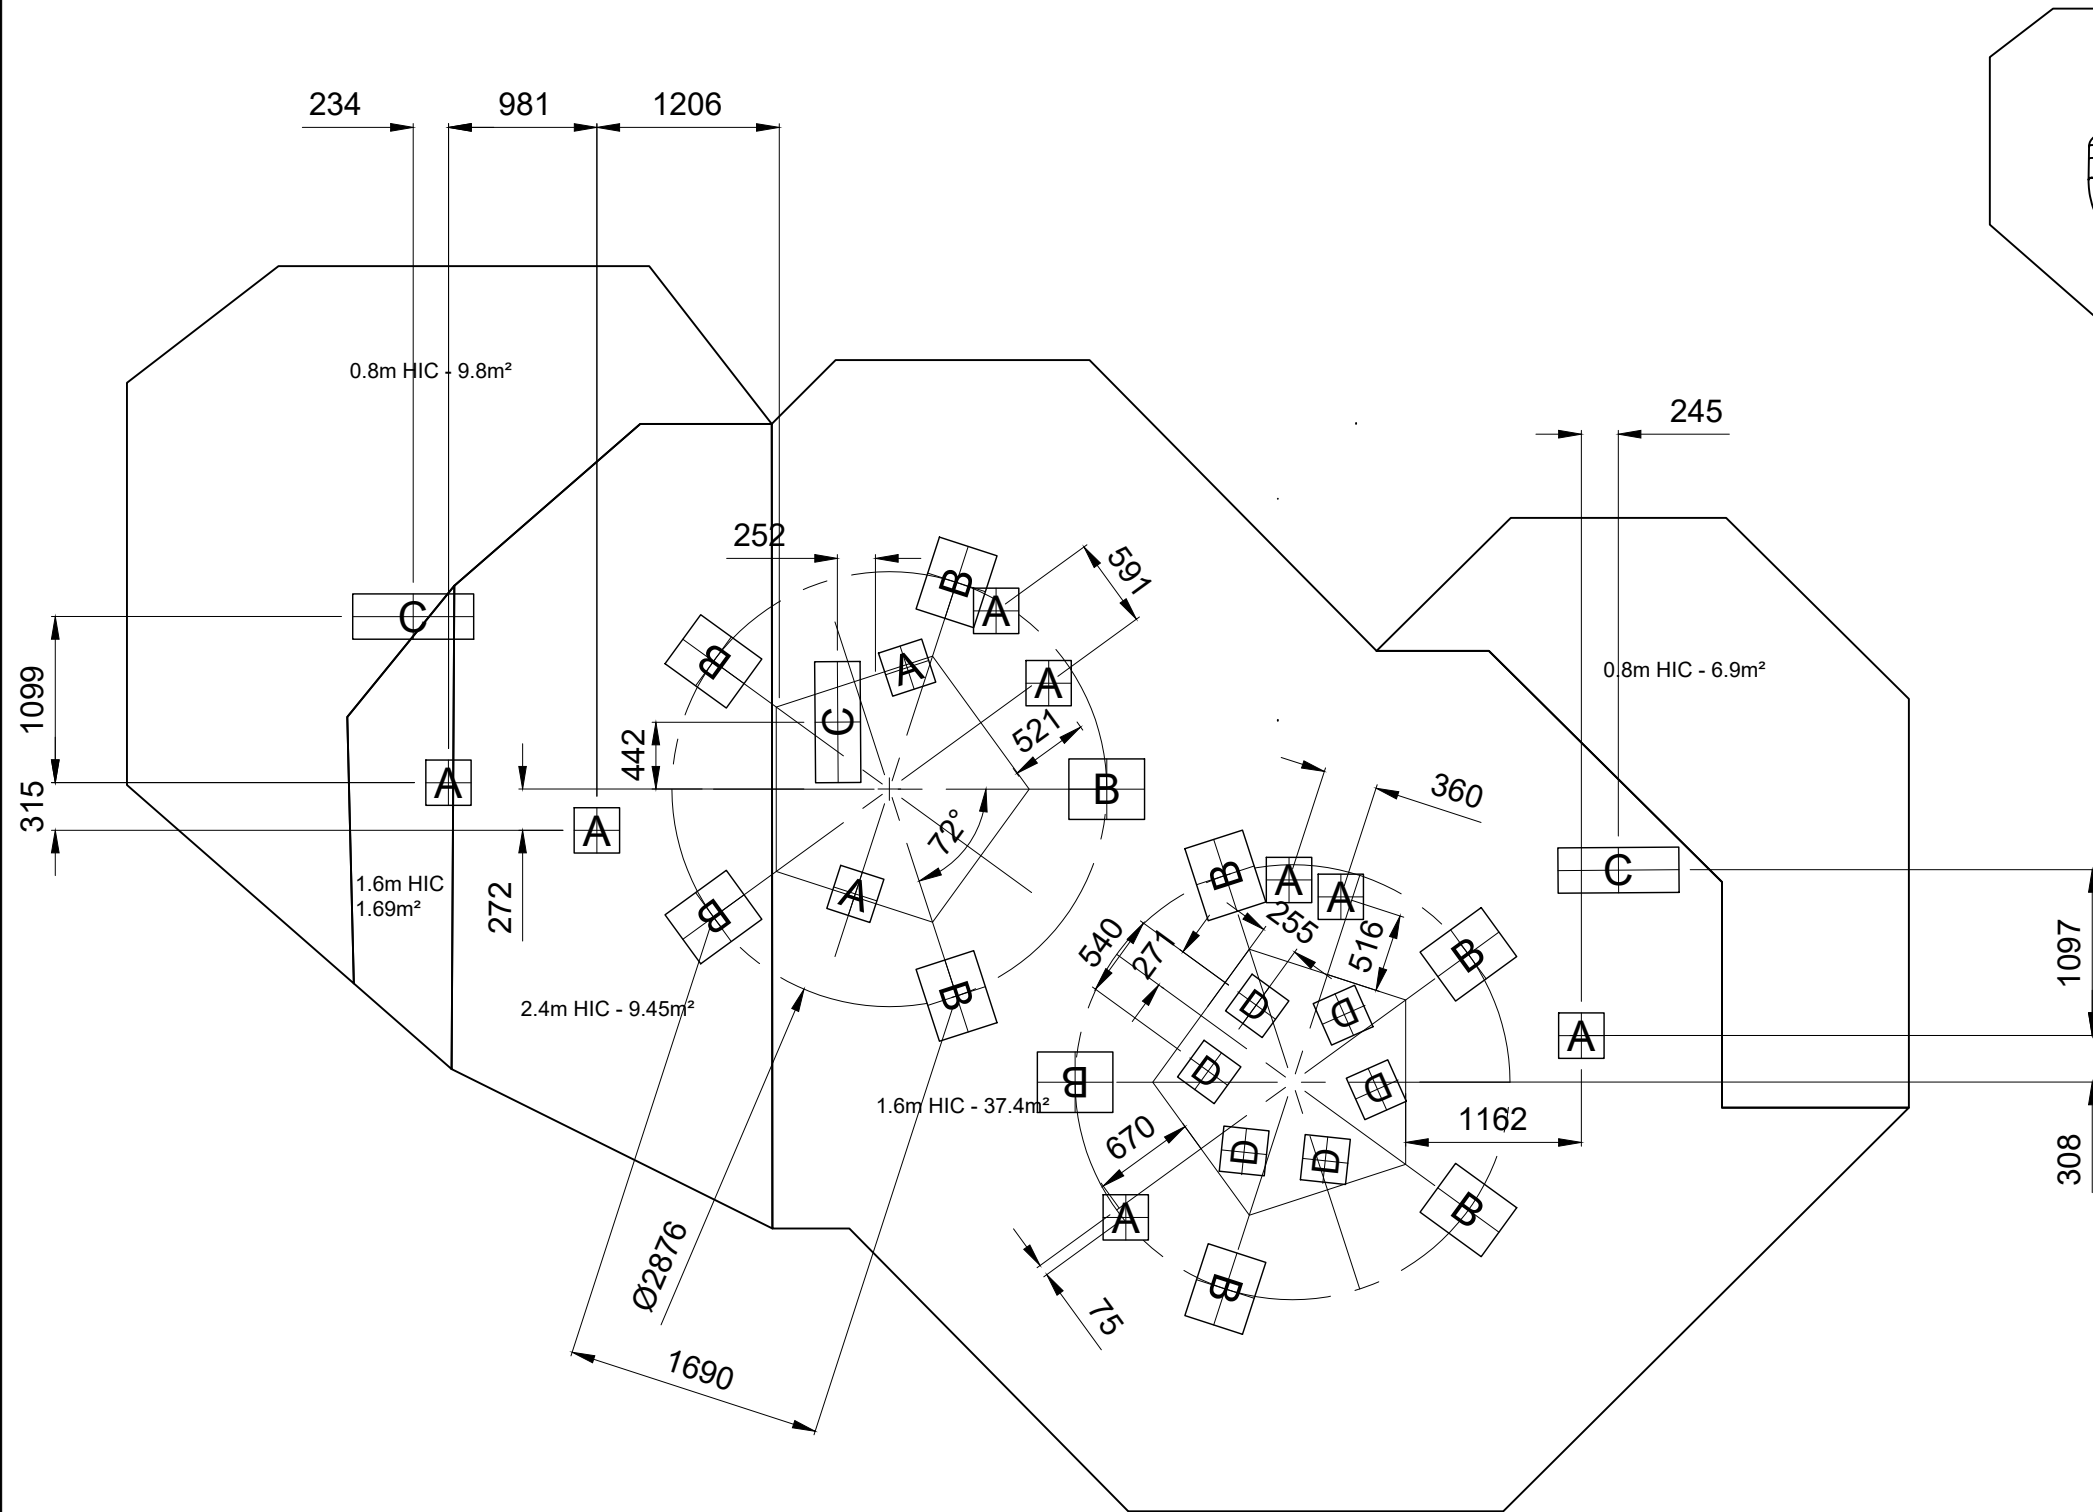 234
981
1206
0.8m HIC - 9.8m²
245
252
591
B
A
0.8m HIC - 6.9m²
C
B
A
A
1099
C
521
442
A
B
360
315
A
72°
C
1.6m HIC
1.69m²
272
B
A
A
A
255
B
B
540
271
516
1097
2.4m HIC - 9.45m²
B
D
D
A
D
D
B
1.6m HIC - 37.4m²
1162
670
D
D
308
A
B
B
Ø2876
75
1690